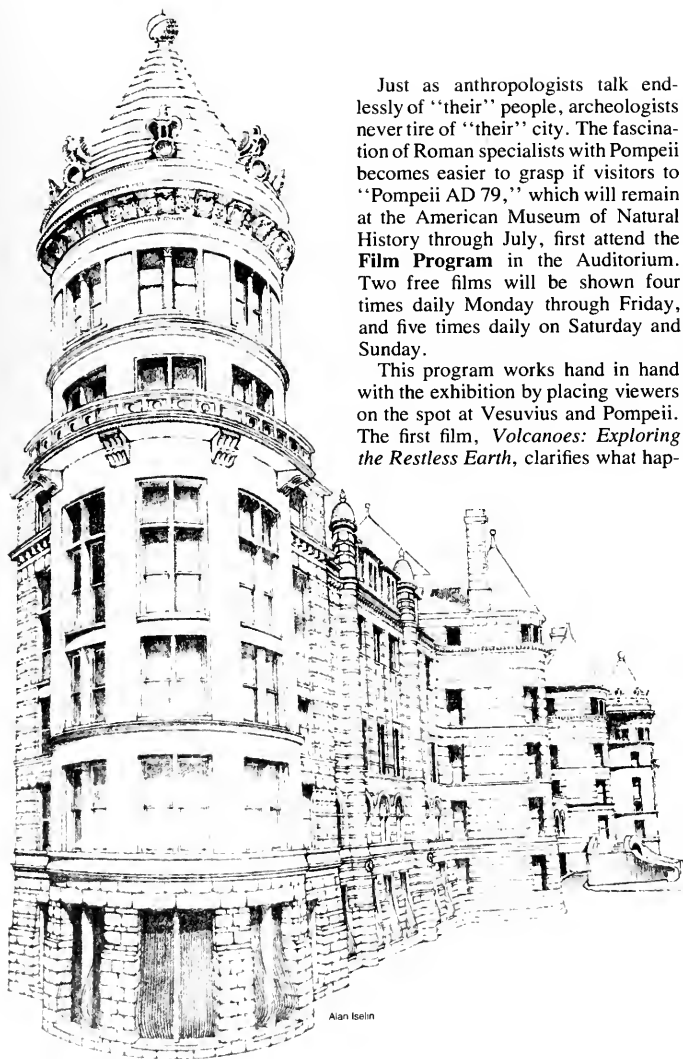 Just as anthropologists talk end-
lessly of ‘‘their’’ people, archeologists
never tire of ‘‘their’’ city. The fascina-
tion of Roman specialists with Pompeii
becomes easier to grasp if visitors to
‘‘Pompeii AD 79,’’ which will remain
at the American Museum of Natural
History through July, first attend the
Film Program in the Auditorium.
Two free films will be shown four
times daily Monday through Friday,
and five times daily on Saturday and
Sunday.
This program works hand in hand
with the exhibition by placing viewers
on the spot at Vesuvius and Pompeii.
The first film, Volcanoes: Exploring
the Restless Earth, clarifies what hap-
Alan Iselin